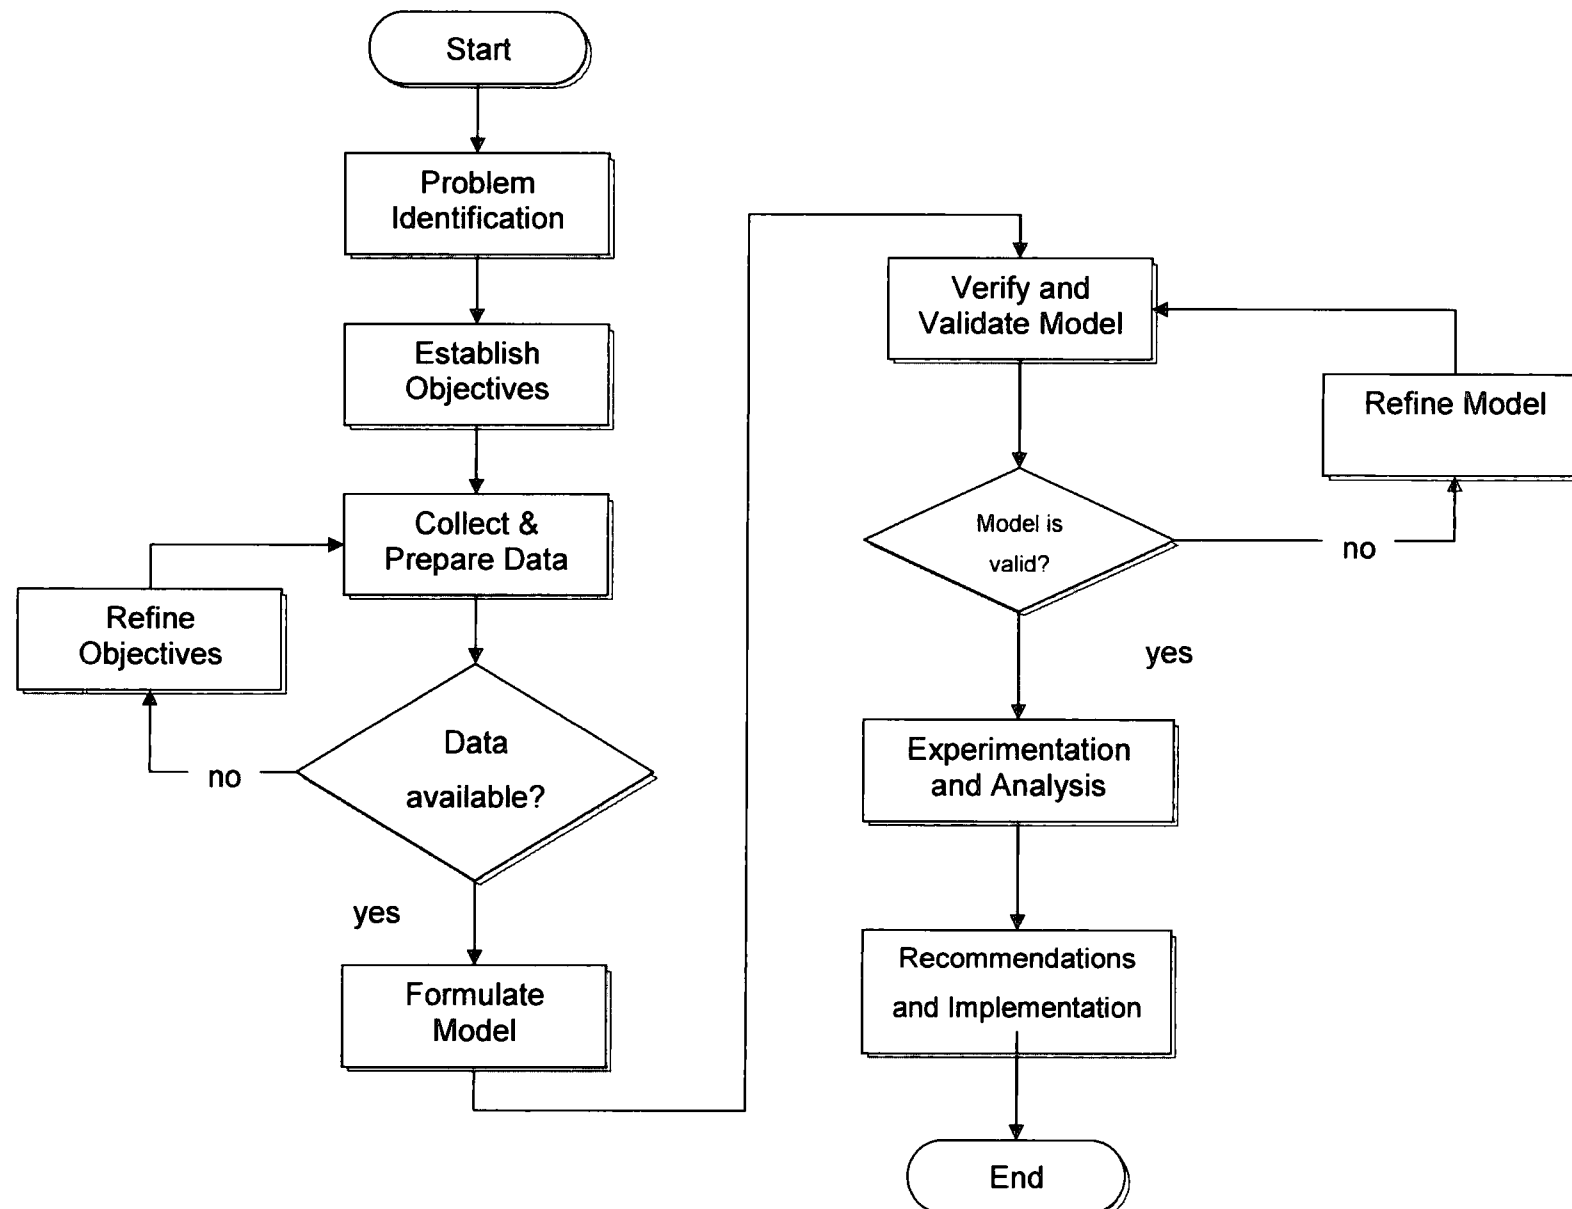 Start
Problem
Identification
Establish
Objectives
Collect &
Prepare Data
Refine
Objectives
Data
available?
no
yes
Formulate
Model
Verify and
Validate Model
Refine Model
Model is
valid?
no
yes
Experimentation
and Analysis
Recommendations
and Implementation
End